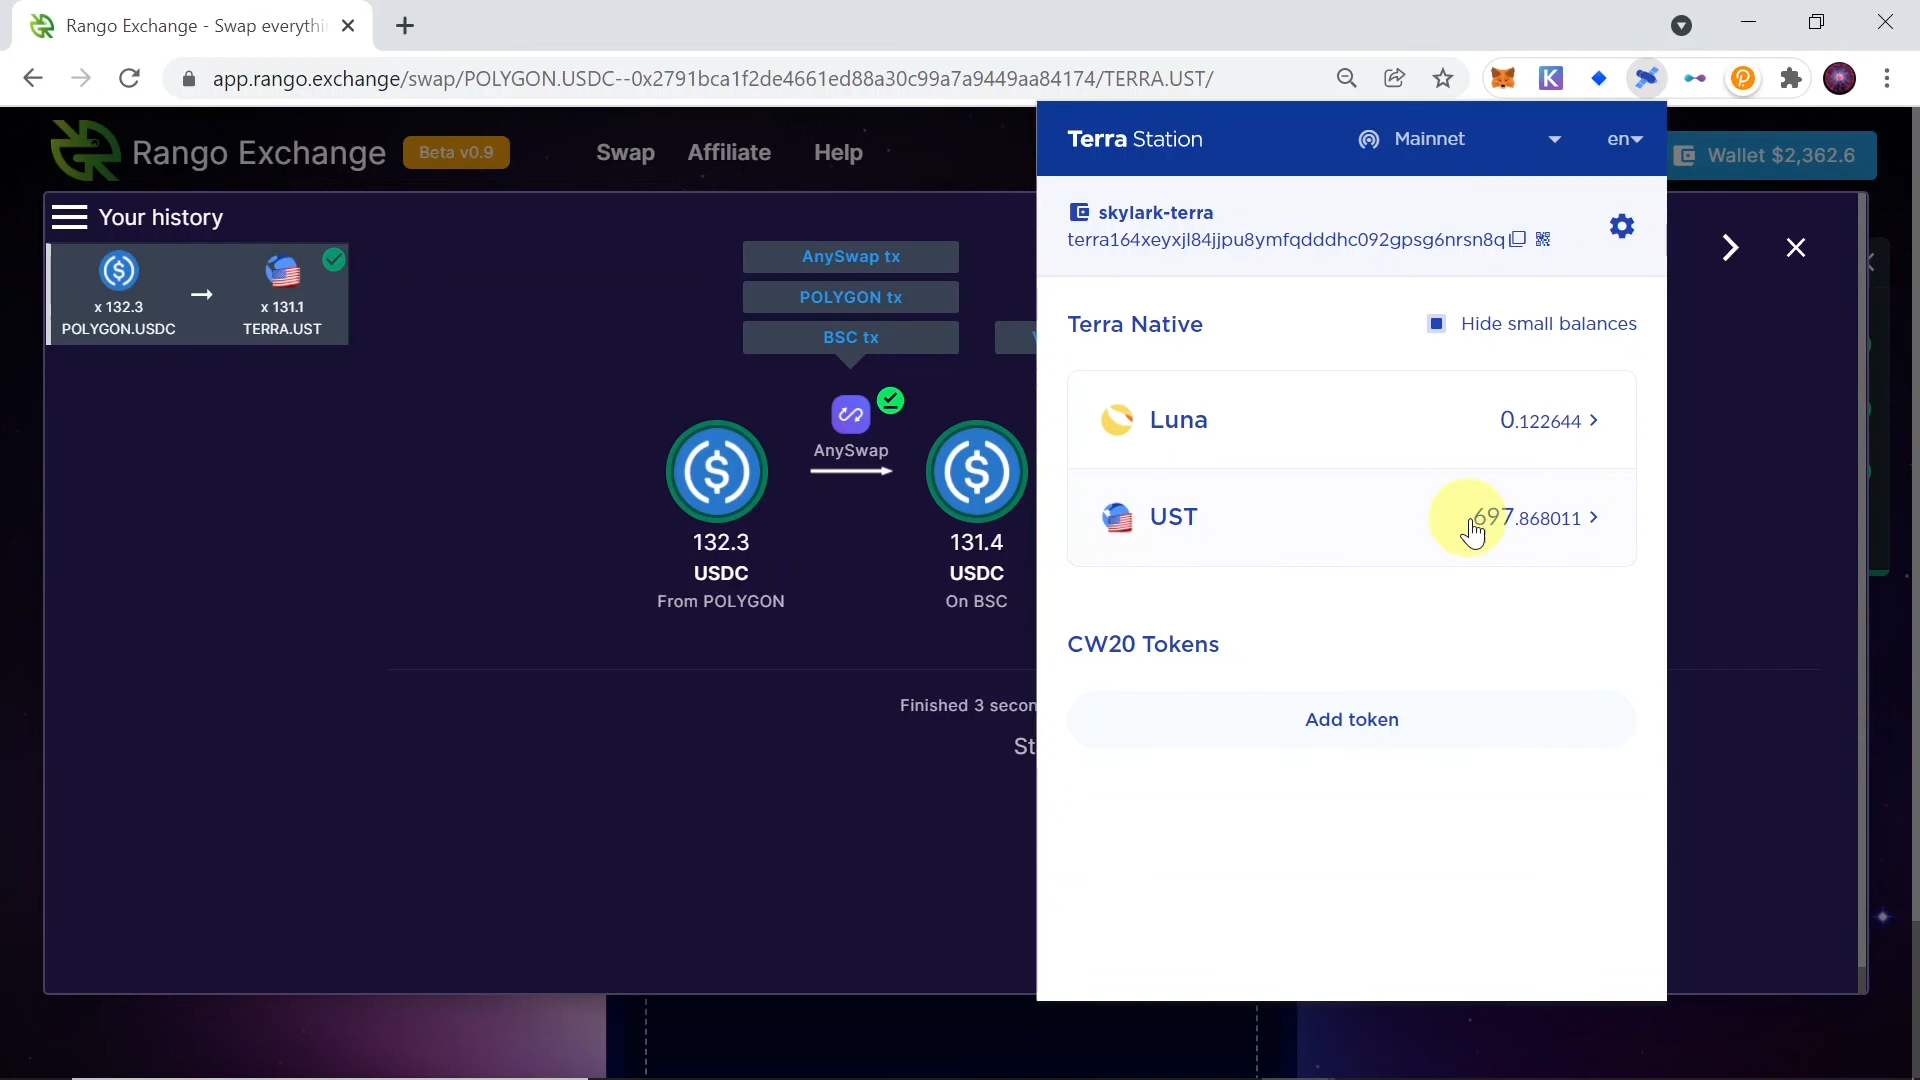 Rango Exchange - Swap everythi
app.rango.exchange/swap/POLYGON.USDC--0x2791bca1f2de4661ed88a30c99a7a9449aa84174/TERRA.UST/
Rango Exchange
Beta v0.9
Swap
Affiliate
Help
Wallet $2,362.6
Your history
x 132.3
POLYGON.USDC
x 131.1
TERRA.UST
AnySwap tx
POLYGON tx
BSC tx
AnySwap
132.3
USDC
From POLYGON
131.4
USDC
On BSC
Finished 3 secon
St
Terra Station
Mainnet
en
skylark-terra
terra164xeyxjl84jjpu8ymfqdddhc092gpsg6nrsn8q
Terra Native
Hide small balances
Luna
0.122644
UST
697.868011
CW20 Tokens
Add token